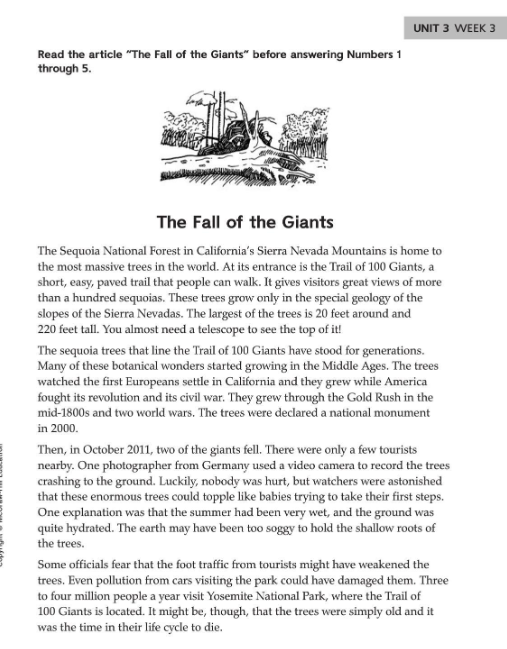 UNIT 3 WEEK 3
Read the article "The Fall of the Giants" before answering Numbers 1
through 5.
The Fall of the Giants
The Sequoia National Forest in California's Sierra Nevada Mountains is home to
the most massive trees in the world. At its entrance is the Trail of 100 Giants, a
short, easy, paved trail that people can walk. It gives visitors great views of more
than a hundred sequoias. These trees grow only in the special geology of the
slopes of the Sierra Nevadas. The largest of the trees is 20 feet around and
220 feet tall. You almost need a telescope to see the top of it!
The sequoia trees that line the Trail of 100 Giants have stood for generations.
Many of these botanical wonders started growing in the Middle Ages. The trees
watched the first Europeans settle in California and they grew while America
fought its revolution and its civil war. They grew through the Gold Rush in the
mid-1800s and two world wars. The trees were declared a national monument
in 2000.
Then, in October 2011, two of the giants fell. There were only a few tourists
nearby. One photographer from Germany used a video camera to record the trees
crashing to the ground. Luckily, nobody was hurt, but watchers were astonished
that these enormous trees could topple like babies trying to take their first steps.
One explanation was that the summer had been very wet, and the ground was
quite hydrated. The earth may have been too soggy to hold the shallow roots of
the trees.
Some officials fear that the foot traffic from tourists might have weakened the
trees. Even pollution from cars visiting the park could have damaged them. Three
to four million people a year visit Yosemite National Park, where the Trail of
100 Giants is located. It might be, though, that the trees were simply old and it
was the time in their life cycle to die.
Copyright © McGraw-Hill Education